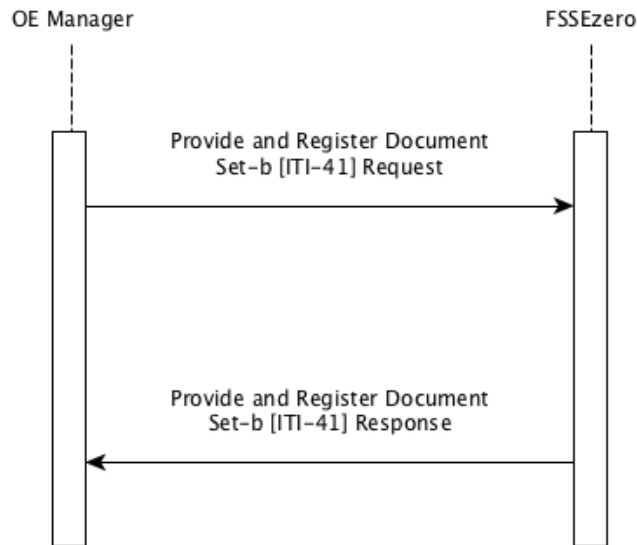 OE Manager
FSSEzero
Provide and Register Document
Set-b [ITI-41] Request
Provide and Register Document
Set-b [ITI-41] Response